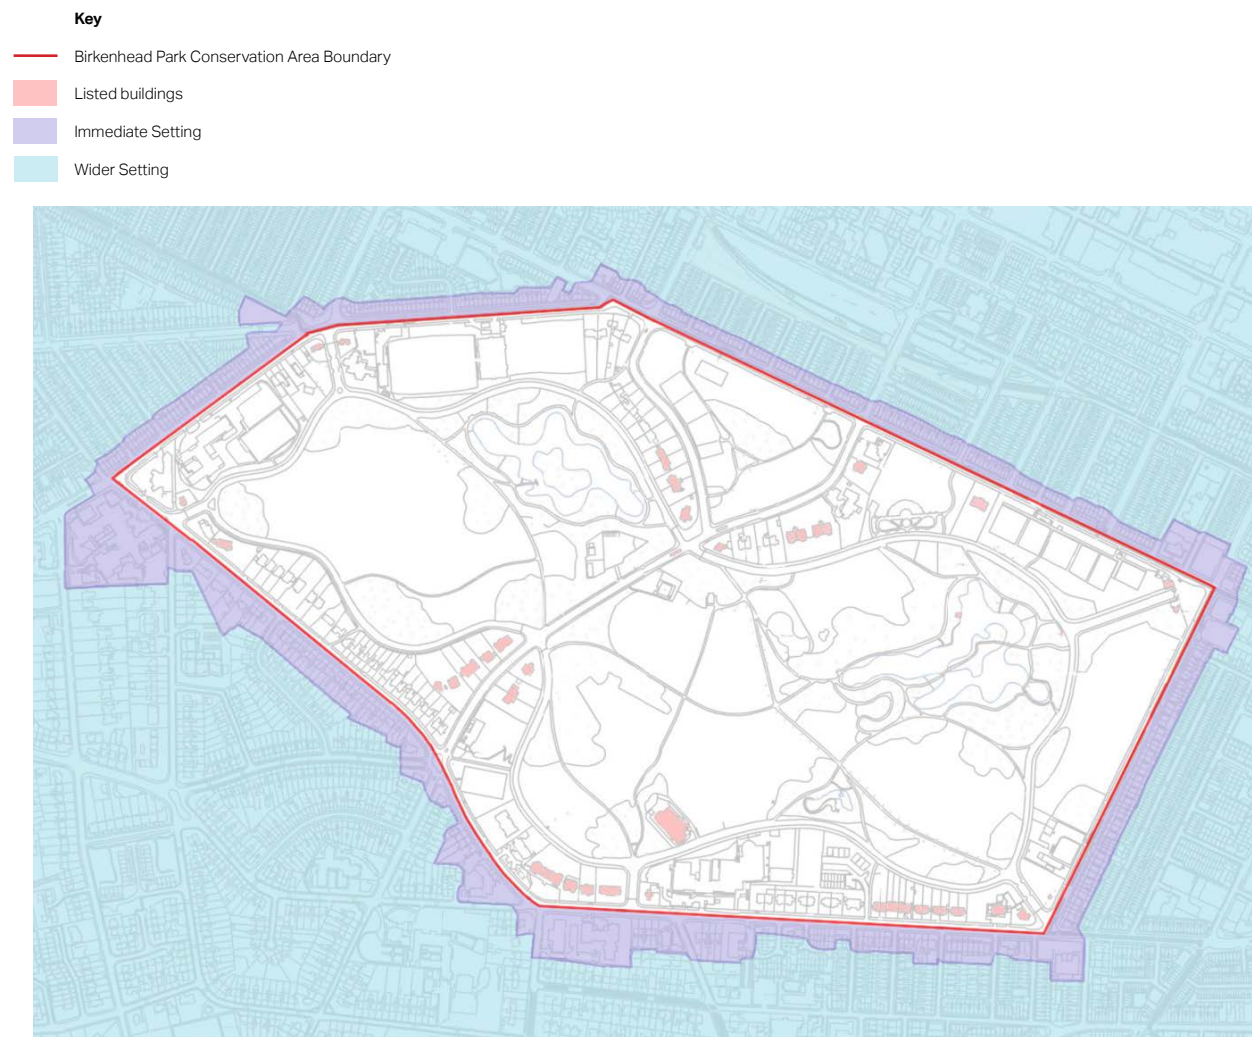 Key
Birkenhead Park Conservation Area Boundary
Listed buildings
Immediate Setting
Wider Setting